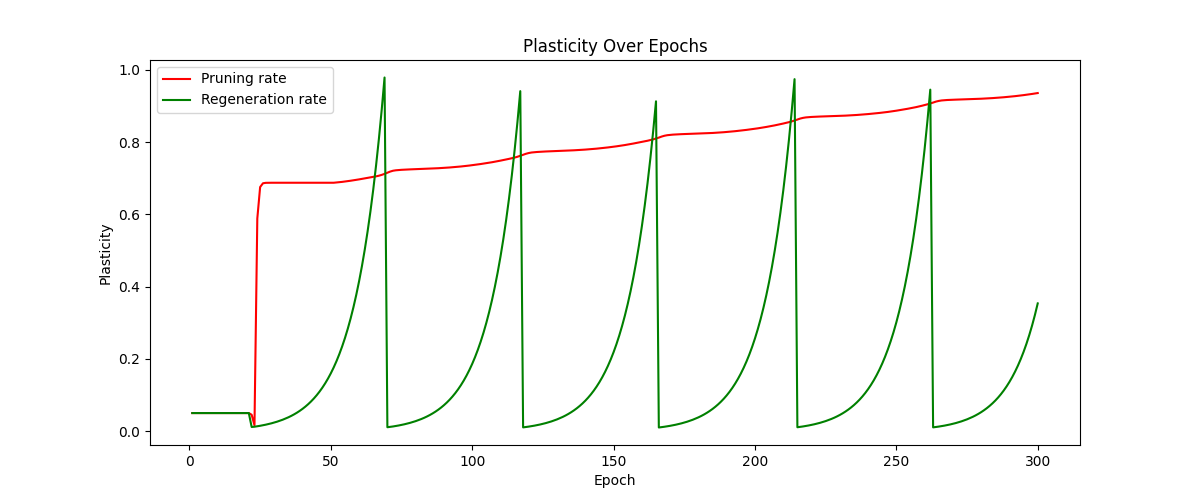 Plasticity Over Epochs
Pruning rate
Regeneration rate
Plasticity
1.0
0.8
0.6
0.4
0.2
0.0
0 50 100 150 200 250 300
Epoch